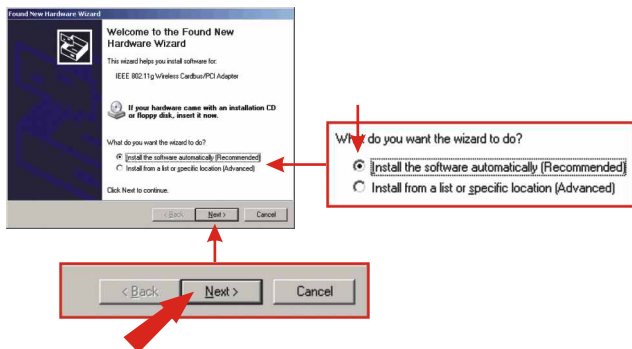 Found New Hardware Wizard
Welcome to the Found New
Hardware Wizard
This wizard helps you install software for:
IEEE 802.11g Wireless Cardbus/PCI Adapter
If your hardware came with an installation CD
or floppy disk, insert it now.
What do you want the wizard to do?
Install the software automatically (Recommended)
Install from a list or specific location (Advanced)
Click Next to continue.
< Back Next > Cancel
What do you want the wizard to do?
Install the software automatically (Recommended)
Install from a list or specific location (Advanced)
< Back Next > Cancel